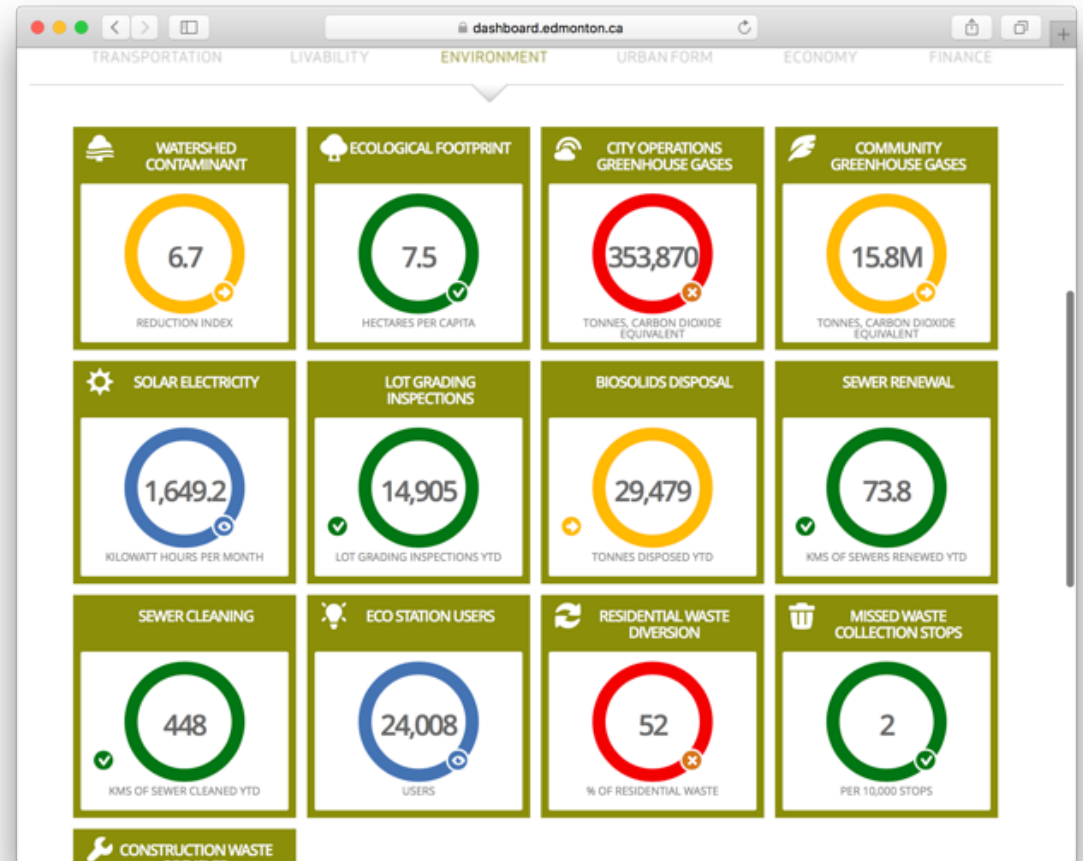 dashboard.edmonton.ca
TRANSPORTATION LIVABILITY ENVIRONMENT URBAN FORM ECONOMY FINANCE
WATERSHED
CONTAMINANT
6.7
REDUCTION INDEX
ECOLOGICAL FOOTPRINT
7.5
HECTARES PER CAPITA
CITY OPERATIONS
GREENHOUSE GASES
353,870
TONNES, CARBON DIOXIDE
EQUIVALENT
COMMUNITY
GREENHOUSE GASES
15.8M
TONNES, CARBON DIOXIDE
EQUIVALENT
SOLAR ELECTRICITY
1,649.2
KILOWATT HOURS PER MONTH
LOT GRADING
INSPECTIONS
14,905
LOT GRADING INSPECTIONS YTD
BIOSOLIDS DISPOSAL
29,479
TONNES DISPOSED YTD
SEWER RENEWAL
73.8
KMS OF SEWERS RENEWED YTD
SEWER CLEANING
448
KMS OF SEWER CLEANED YTD
ECO STATION USERS
24,008
USERS
RESIDENTIAL WASTE
DIVERSION
52
% OF RESIDENTIAL WASTE
MISSED WASTE
COLLECTION STOPS
2
PER 10,000 STOPS
CONSTRUCTION WASTE